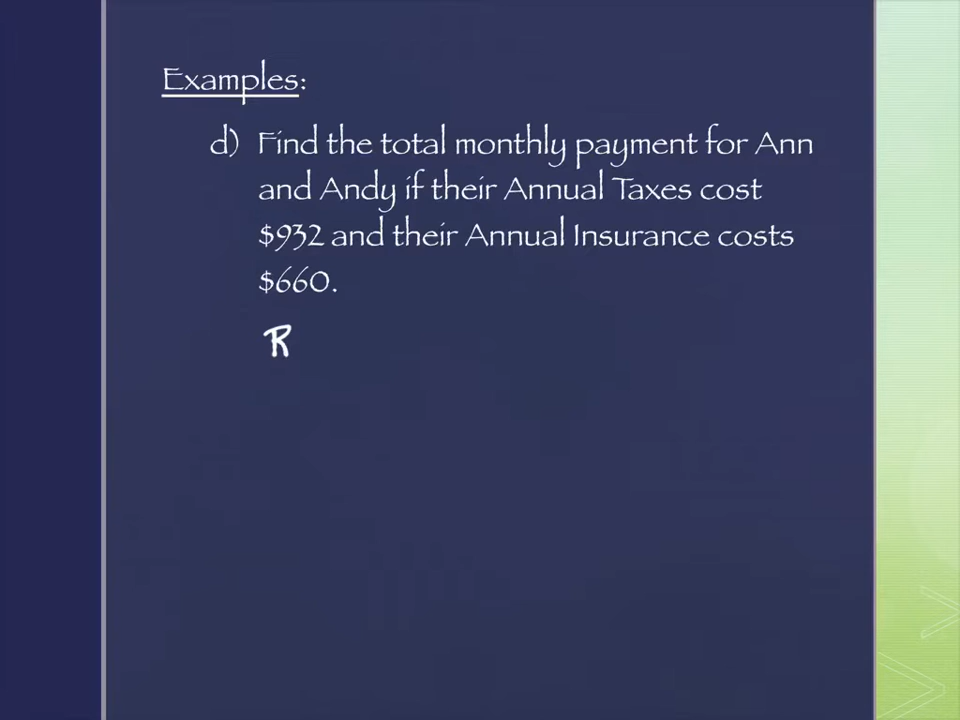 Examples:
d) Find the total monthly payment for Ann
and Andy if their Annual Taxes cost
$932 and their Annual Insurance costs
$660.
R